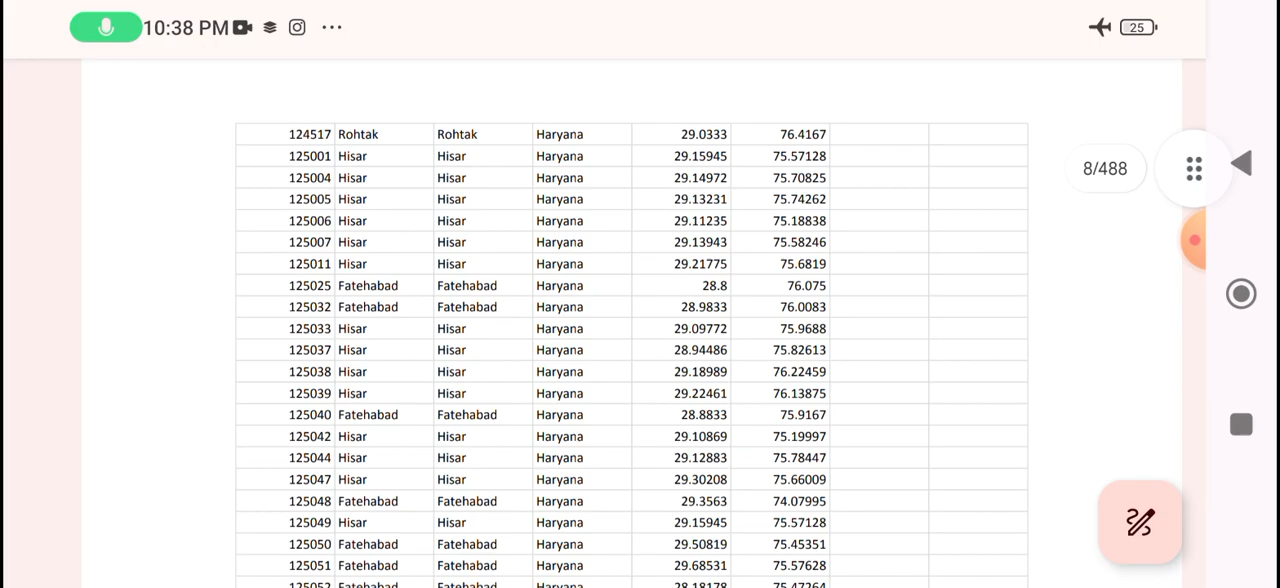 10:38 PM ... 25
124517 Rohtak Rohtak Haryana 29.0333 76.4167
125001 Hisar Hisar Haryana 29.15945 75.57128
125004 Hisar Hisar Haryana 29.14972 75.70825
125005 Hisar Hisar Haryana 29.13231 75.74262
125006 Hisar Hisar Haryana 29.11235 75.18838
125007 Hisar Hisar Haryana 29.13943 75.58246
125011 Hisar Hisar Haryana 29.21775 75.6819
125025 Fatehabad Fatehabad Haryana 28.8 76.075
125032 Fatehabad Fatehabad Haryana 28.9833 76.0083
125033 Hisar Hisar Haryana 29.09772 75.9688
125037 Hisar Hisar Haryana 28.94486 75.82613
125038 Hisar Hisar Haryana 29.18989 76.22459
125039 Hisar Hisar Haryana 29.22461 76.13875
125040 Fatehabad Fatehabad Haryana 28.8833 75.9167
125042 Hisar Hisar Haryana 29.10869 75.19997
125044 Hisar Hisar Haryana 29.12883 75.78447
125047 Hisar Hisar Haryana 29.30208 75.66009
125048 Fatehabad Fatehabad Haryana 29.3563 74.07995
125049 Hisar Hisar Haryana 29.15945 75.57128
125050 Fatehabad Fatehabad Haryana 29.50819 75.45351
125051 Fatehabad Fatehabad Haryana 29.68531 75.57628
125052 Fatehabad Fatehabad Haryana 28.18178 75.47264
8/488